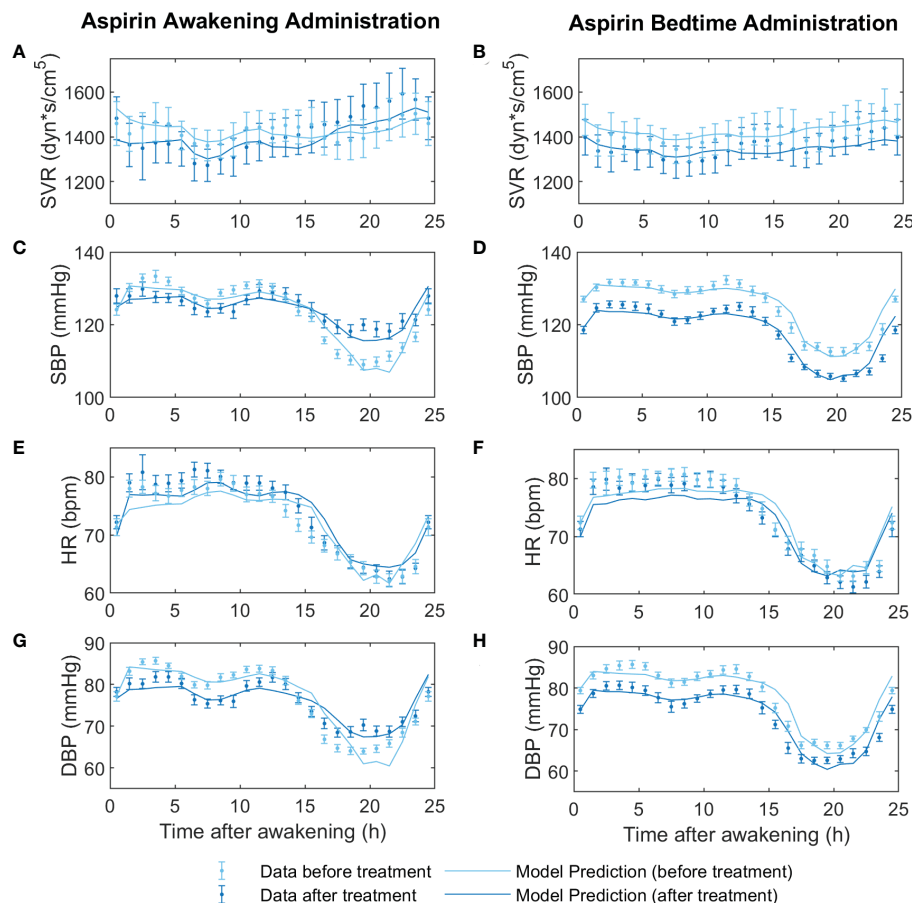 Aspirin Awakening Administration
Aspirin Bedtime Administration
A
SVR (dyn*s/cm⁵)
1600
1400
1200
0 5 10 15 20 25
B
SVR (dyn*s/cm⁵)
1600
1400
1200
0 5 10 15 20 25
C
SBP (mmHg)
140
120
100
0 5 10 15 20 25
D
SBP (mmHg)
140
120
100
0 5 10 15 20 25
E
HR (bpm)
80
70
60
0 5 10 15 20 25
F
HR (bpm)
80
70
60
0 5 10 15 20 25
G
DBP (mmHg)
90
80
70
60
0 5 10 15 20 25
Time after awakening (h)
H
DBP (mmHg)
90
80
70
60
0 5 10 15 20 25
Time after awakening (h)
Data before treatment
Model Prediction (before treatment)
Data after treatment
Model Prediction (after treatment)